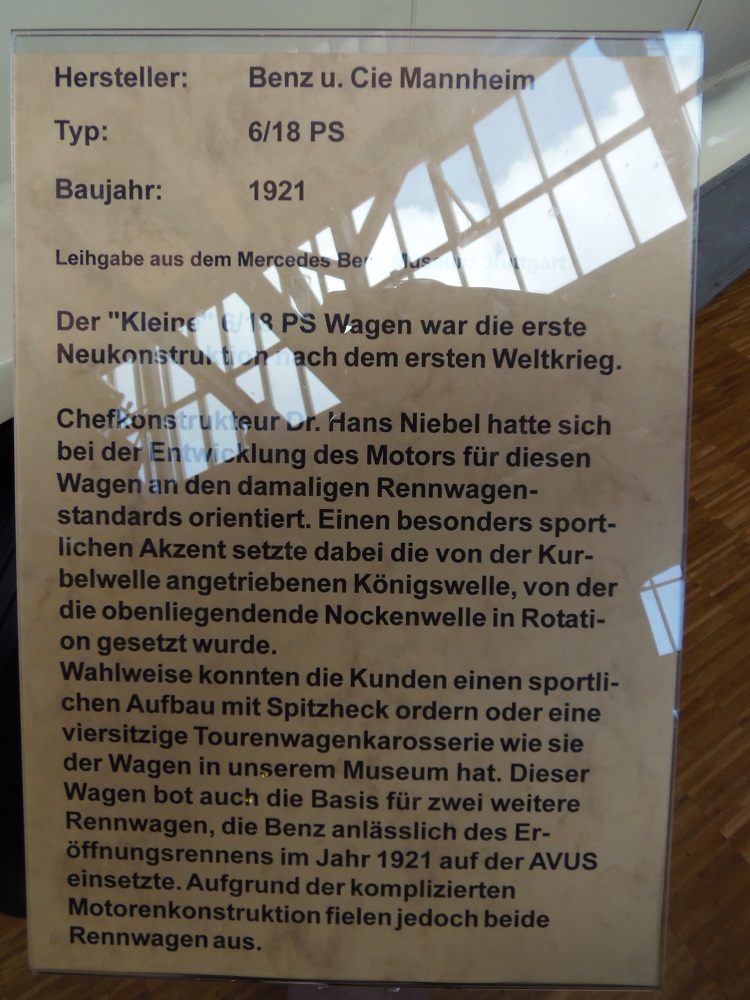 Hersteller: Benz u. Cie Mannheim
Typ: 6/18 PS
Baujahr: 1921
Leihgabe aus dem Mercedes Benz Museum Stuttgart
Der "Kleine" 6/18 PS Wagen war die erste
Neukonstruktion nach dem ersten Weltkrieg.
Chefkonstrukteur Dr. Hans Niebel hatte sich
bei der Entwicklung des Motors für diesen
Wagen an den damaligen Rennwagen-
standards orientiert. Einen besonders sport-
lichen Akzent setzte dabei die von der Kur-
belwelle angetriebenen Königswelle, von der
die obenliegendende Nockenwelle in Rotati-
on gesetzt wurde.
Wahlweise konnten die Kunden einen sportli-
chen Aufbau mit Spitzheck ordern oder eine
viersitzige Tourenwagenkarosserie wie sie
der Wagen in unserem Museum hat. Dieser
Wagen bot auch die Basis für zwei weitere
Rennwagen, die Benz anlässlich des Er-
öffnungsrennens im Jahr 1921 auf der AVUS
einsetzte. Aufgrund der komplizierten
Motorenkonstruktion fielen jedoch beide
Rennwagen aus.